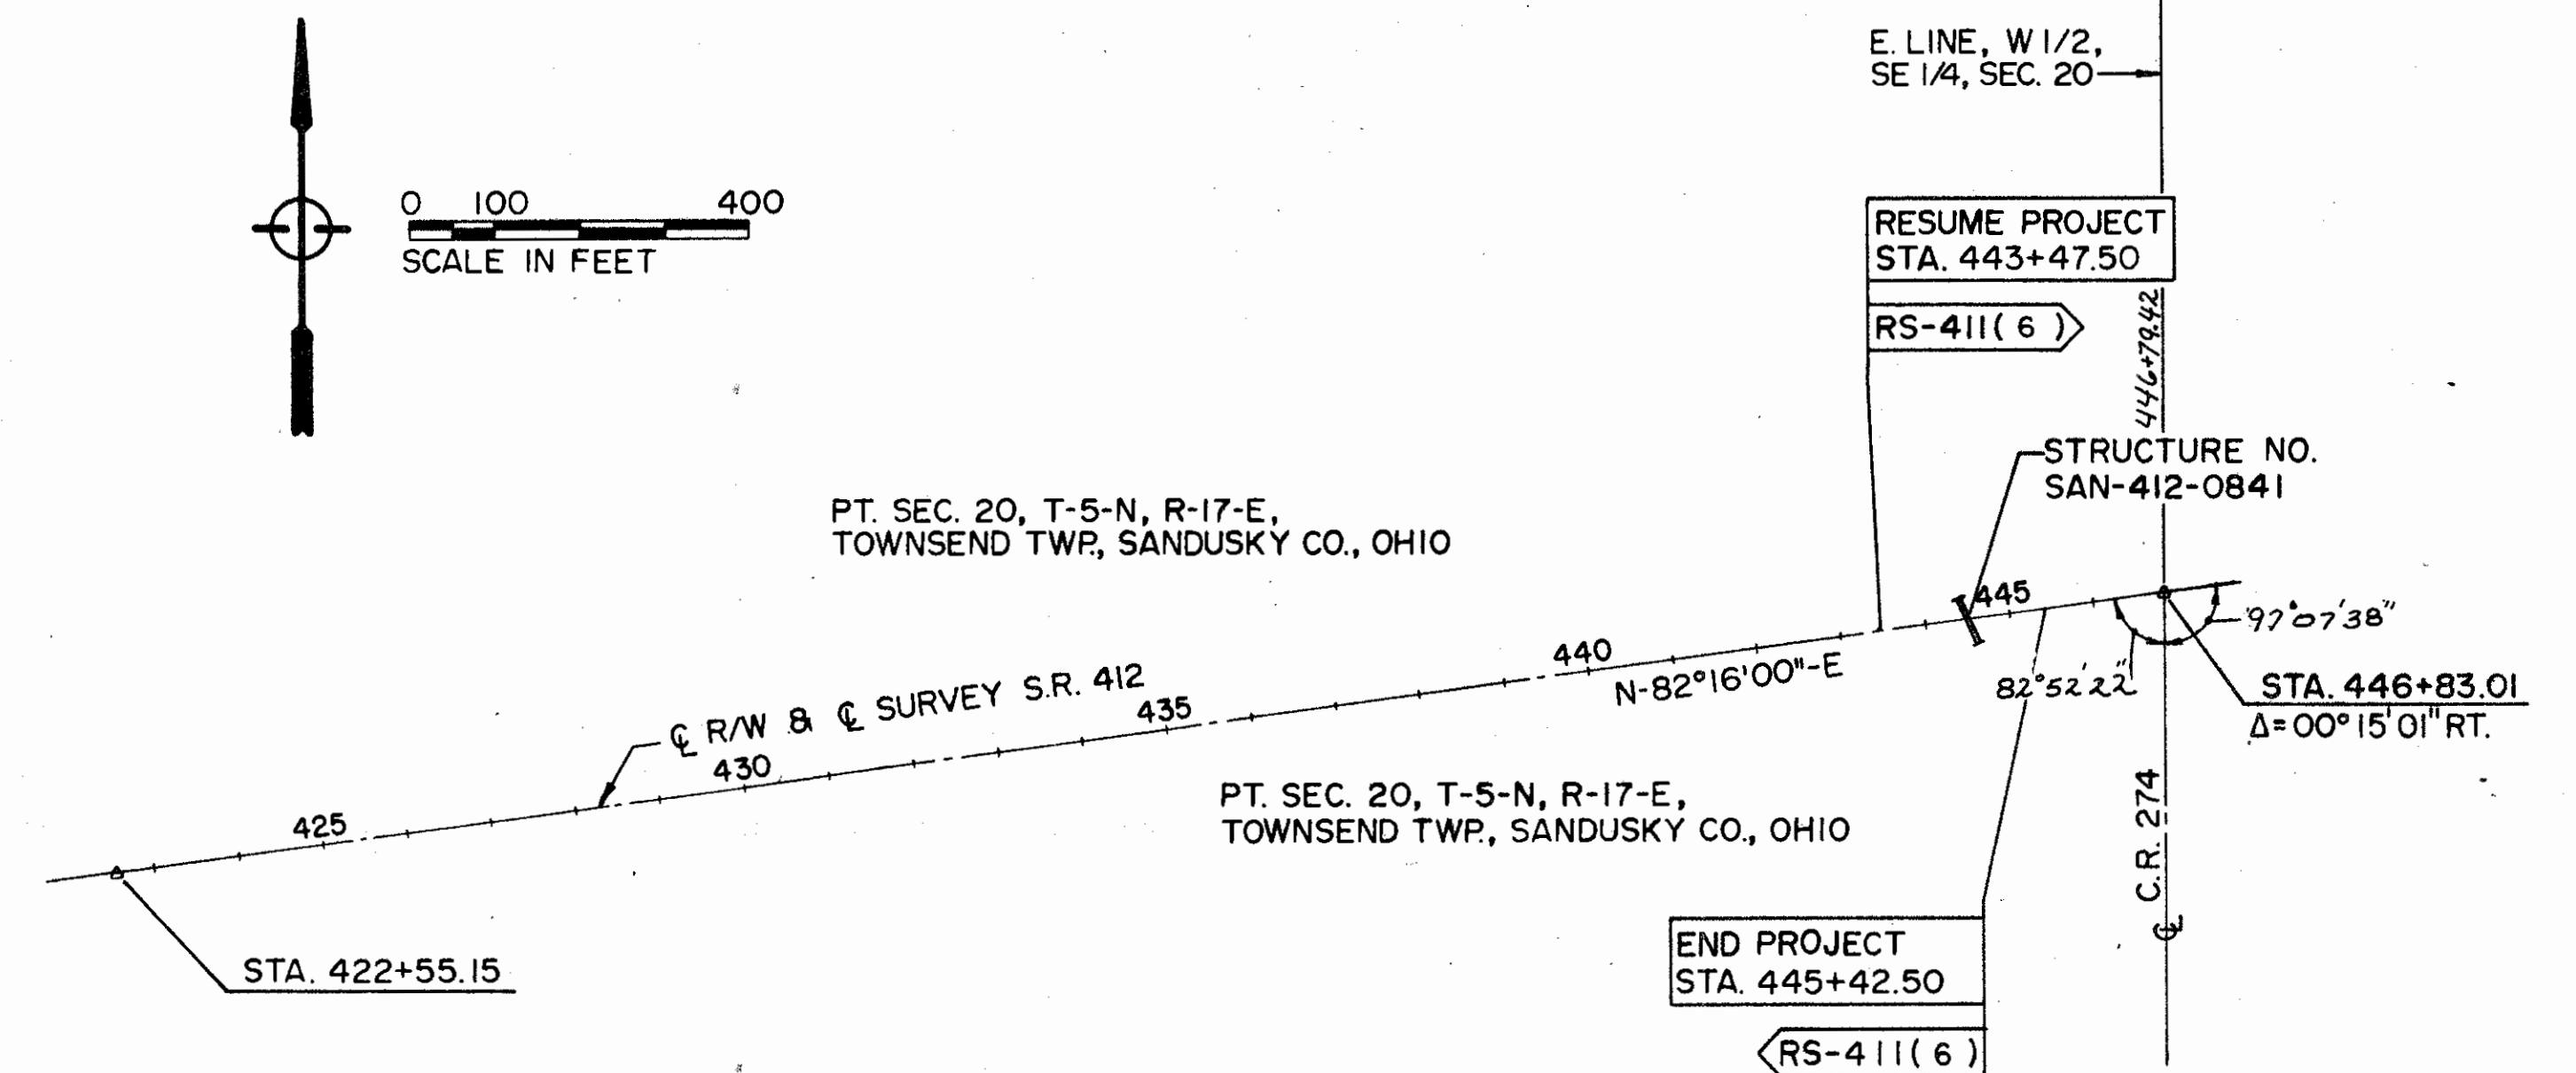 E. LINE, W 1/2,
SE 1/4, SEC. 20
0 100 400
SCALE IN FEET
RESUME PROJECT
STA. 443+47.50
RS-411( 6 )
446+79.42
STRUCTURE NO.
SAN-412-0841
PT. SEC. 20, T-5-N, R-17-E,
TOWNSEND TWP., SANDUSKY CO., OHIO
445
97°07'38"
440
N-82°16'00"-E
82°52'22"
STA. 446+83.01
Δ=00°15'01"RT.
℄ R/W & ℄ SURVEY S.R. 412
435
430
425
PT. SEC. 20, T-5-N, R-17-E,
TOWNSEND TWP., SANDUSKY CO., OHIO
℄ C.R. 274
STA. 422+55.15
END PROJECT
STA. 445+42.50
RS-411( 6 )